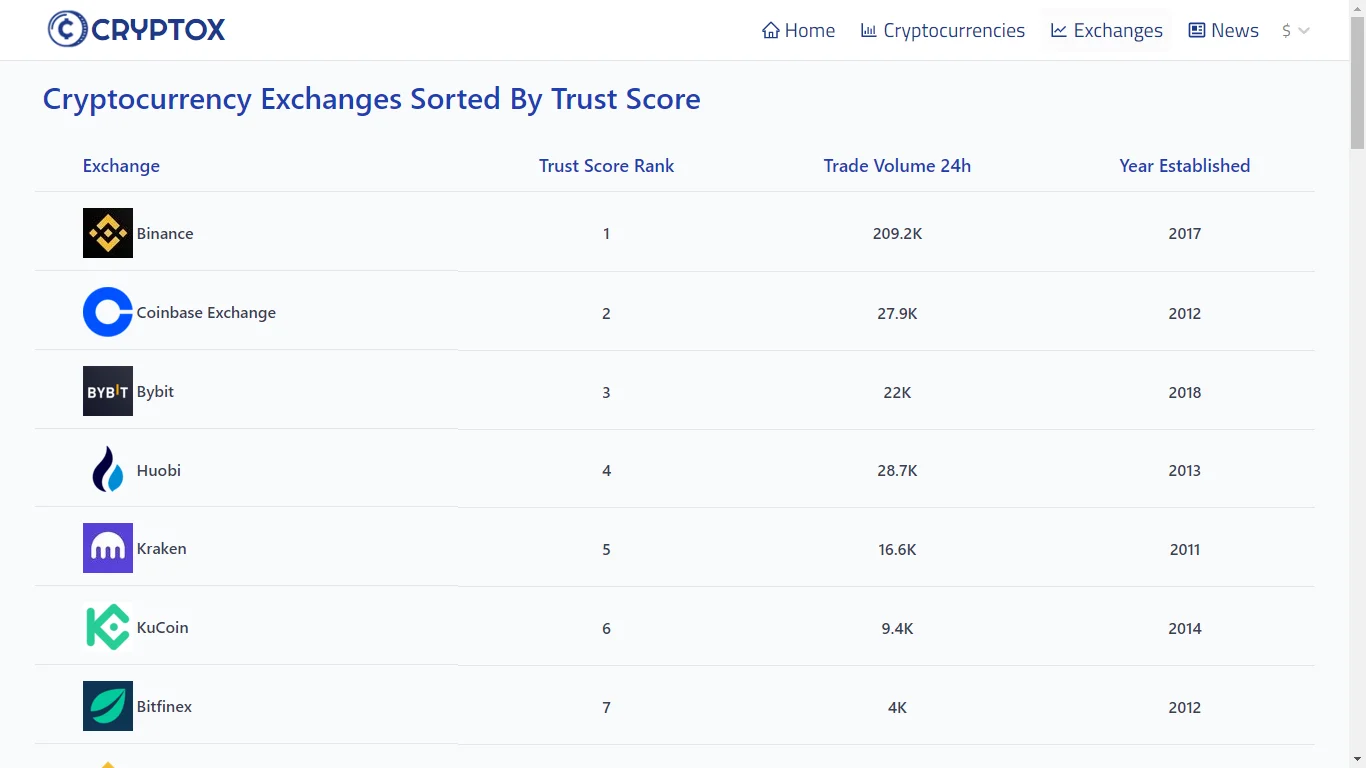 CRYPTOX Home Cryptocurrencies Exchanges News $
Cryptocurrency Exchanges Sorted By Trust Score
Exchange Trust Score Rank Trade Volume 24h Year Established
Binance 1 209.2K 2017
Coinbase Exchange 2 27.9K 2012
BYBIT Bybit 3 22K 2018
Huobi 4 28.7K 2013
Kraken 5 16.6K 2011
KuCoin 6 9.4K 2014
Bitfinex 7 4K 2012